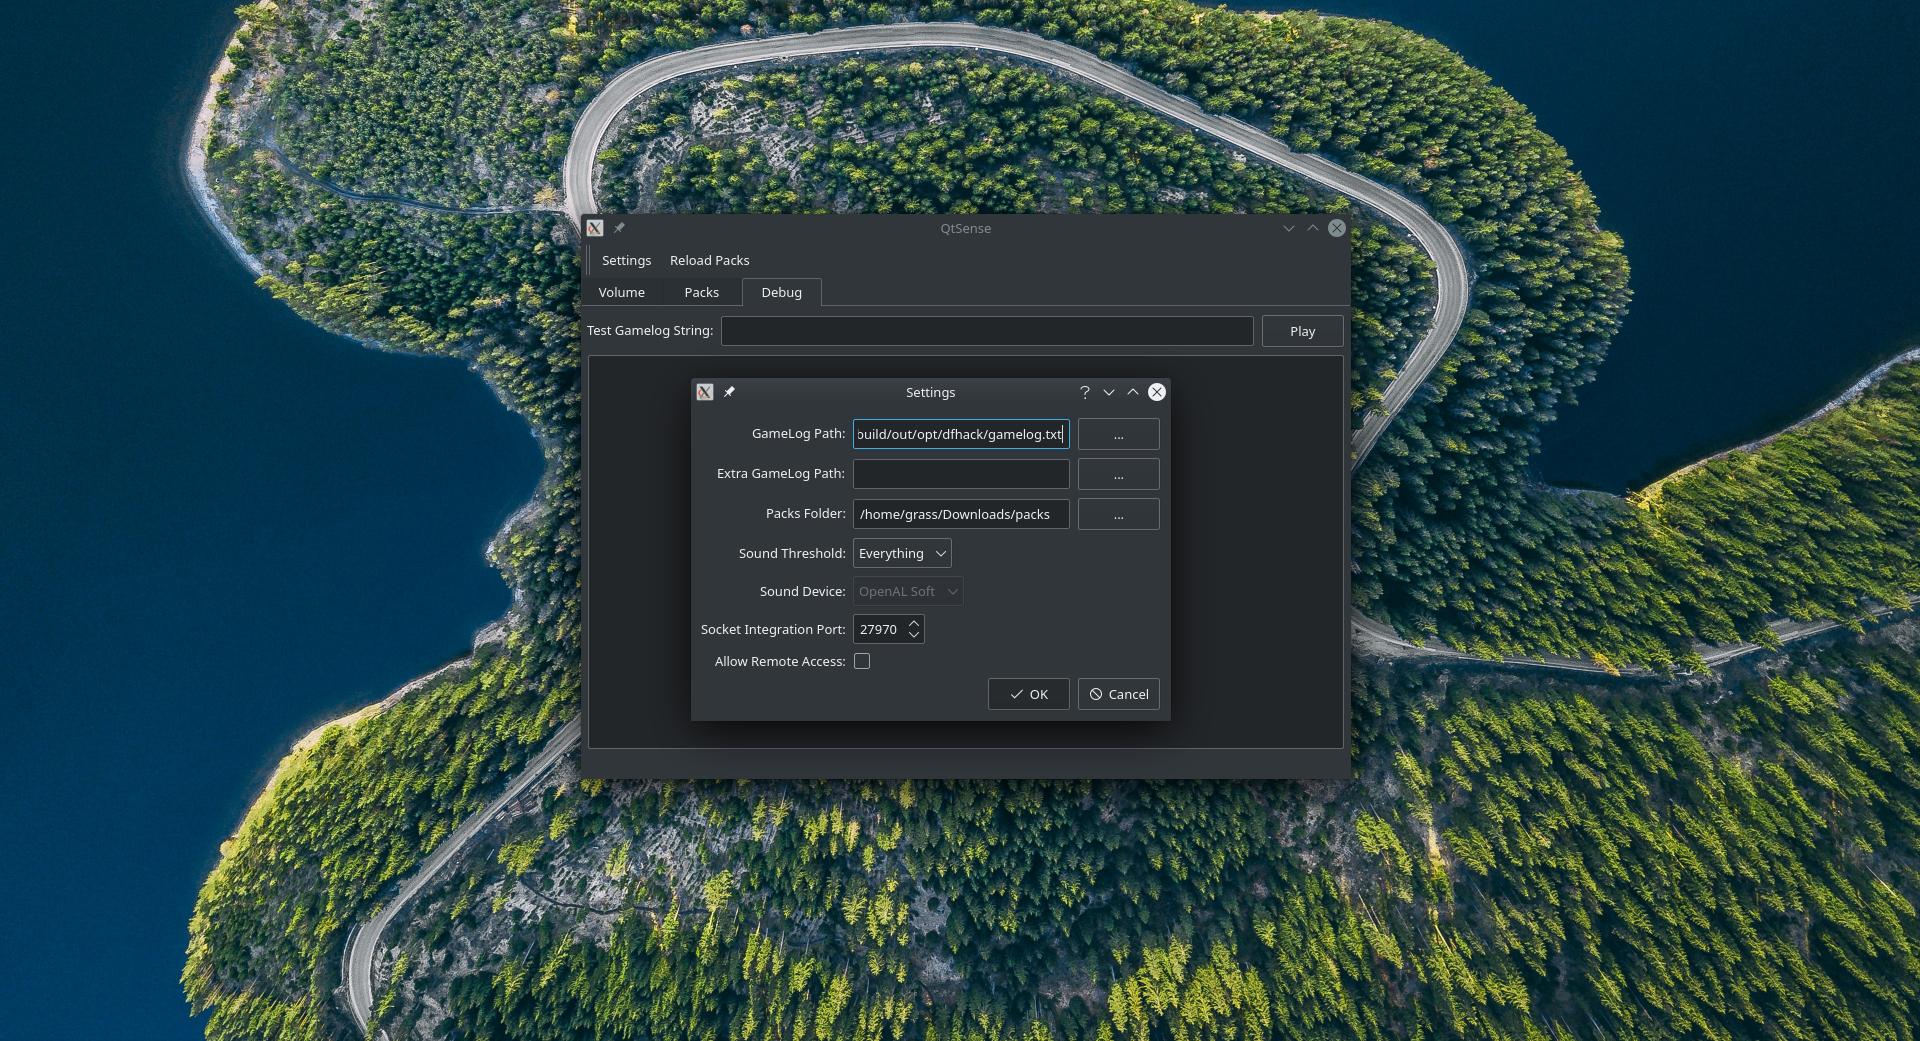 QtSense
Settings Reload Packs
Volume Packs Debug
Test Gamelog String: Play
Settings
GameLog Path: build/out/opt/dfhack/gamelog.txt ...
Extra GameLog Path: ...
Packs Folder: /home/grass/Downloads/packs ...
Sound Threshold: Everything
Sound Device: OpenAL Soft
Socket Integration Port: 27970
Allow Remote Access:
OK Cancel